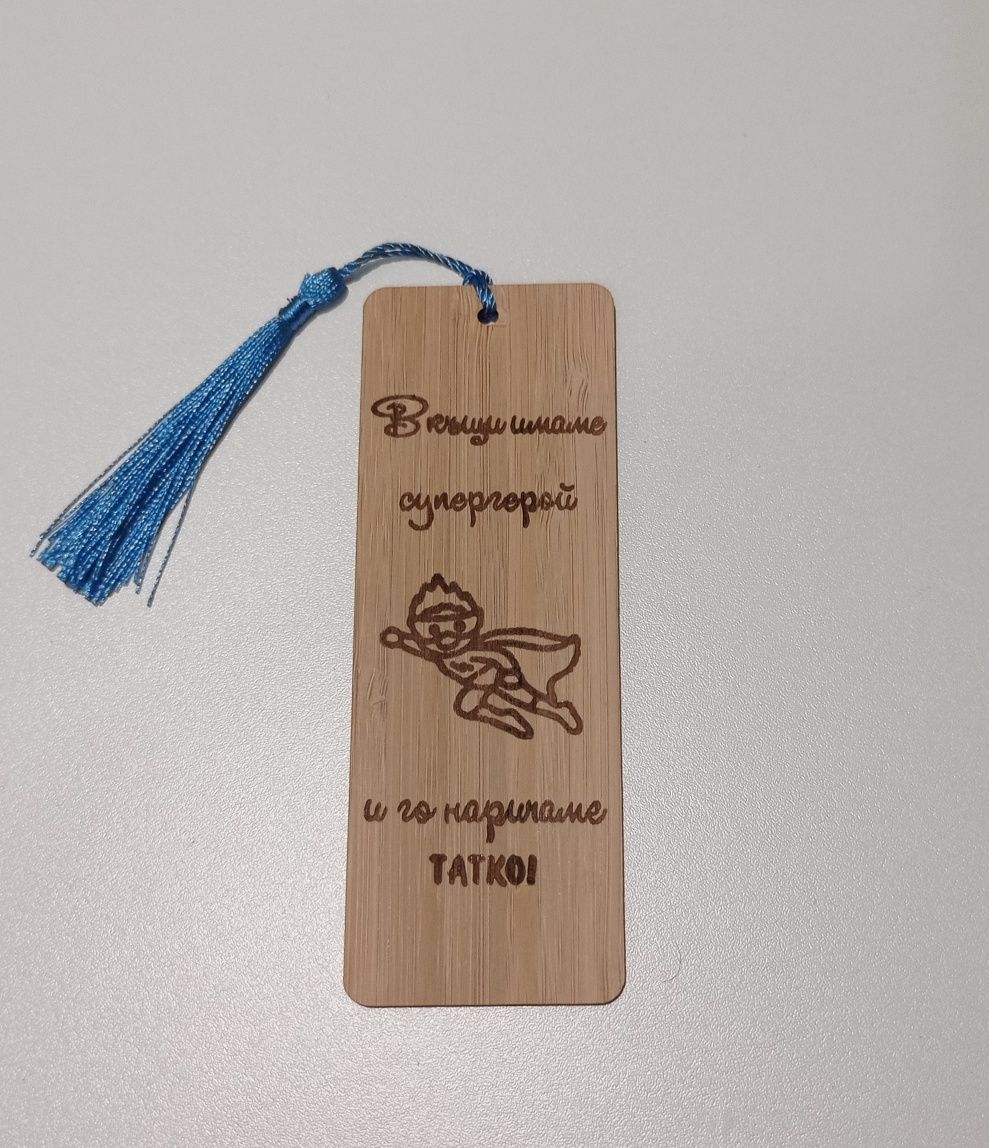 В къщи имаме
супергерой
и го наричаме
ТАТКО!